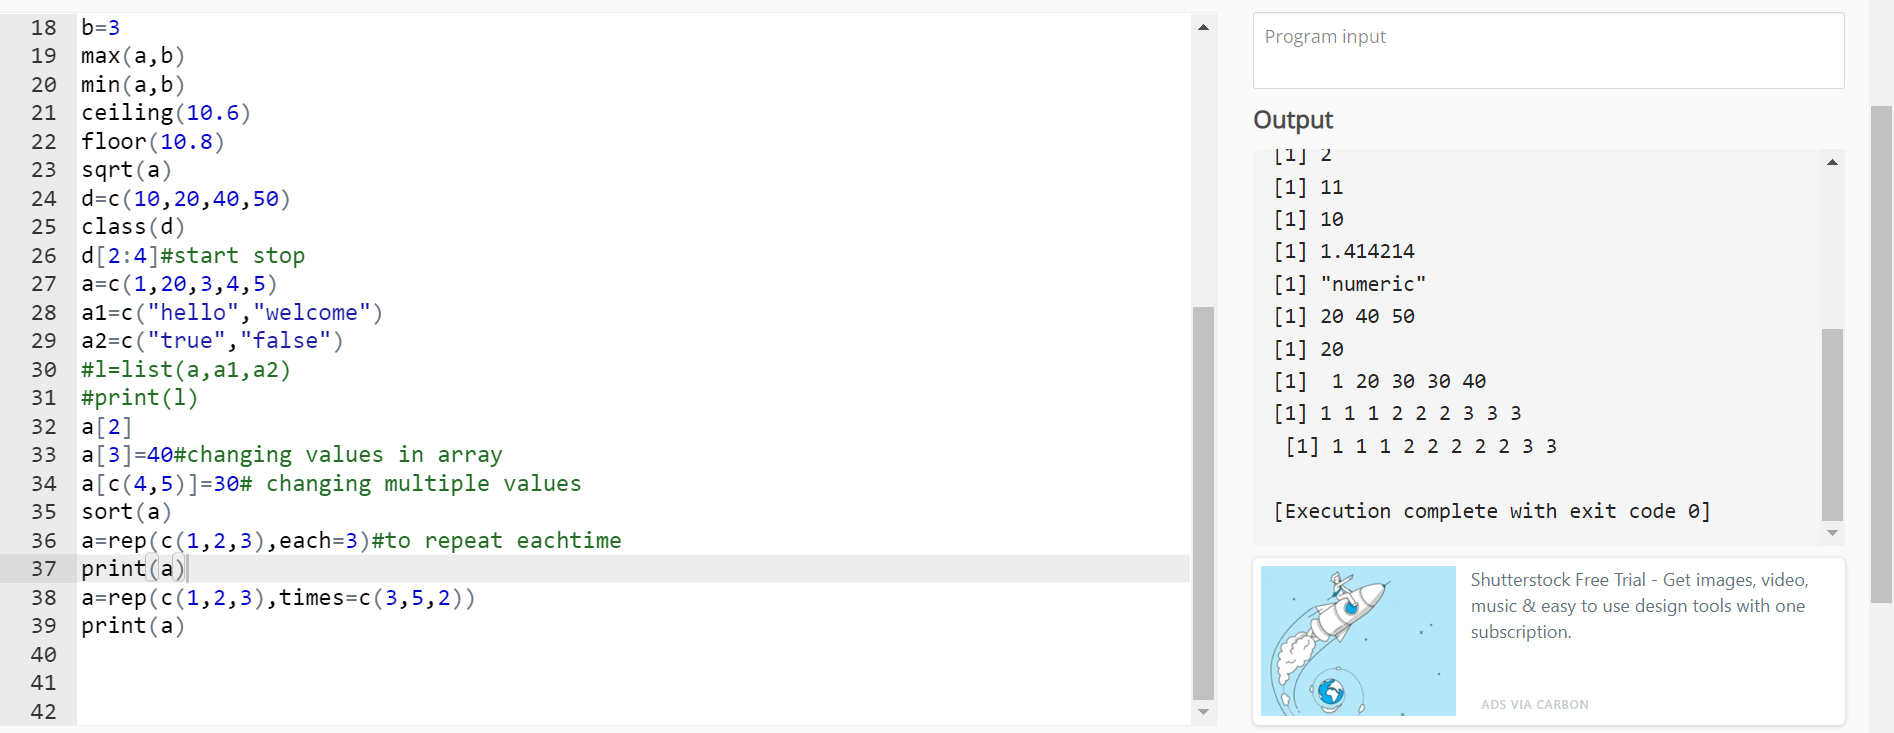 18 b=3
19 max(a,b)
20 min(a,b)
21 ceiling(10.6)
22 floor(10.8)
23 sqrt(a)
24 d=c(10,20,40,50)
25 class(d)
26 d[2:4]#start stop
27 a=c(1,20,3,4,5)
28 a1=c("hello","welcome")
29 a2=c("true","false")
30 #l=list(a,a1,a2)
31 #print(l)
32 a[2]
33 a[3]=40#changing values in array
34 a[c(4,5)]=30# changing multiple values
35 sort(a)
36 a=rep(c(1,2,3),each=3)#to repeat eachtime
37 print(a)
38 a=rep(c(1,2,3),times=c(3,5,2))
39 print(a)
40
41
42
Program input
Output
[1] 2
[1] 11
[1] 10
[1] 1.414214
[1] "numeric"
[1] 20 40 50
[1] 20
[1]  1 20 30 30 40
[1] 1 1 1 2 2 2 3 3 3
 [1] 1 1 1 2 2 2 2 2 3 3
[Execution complete with exit code 0]
Shutterstock Free Trial - Get images, video,
music & easy to use design tools with one
subscription.
ADS VIA CARBON